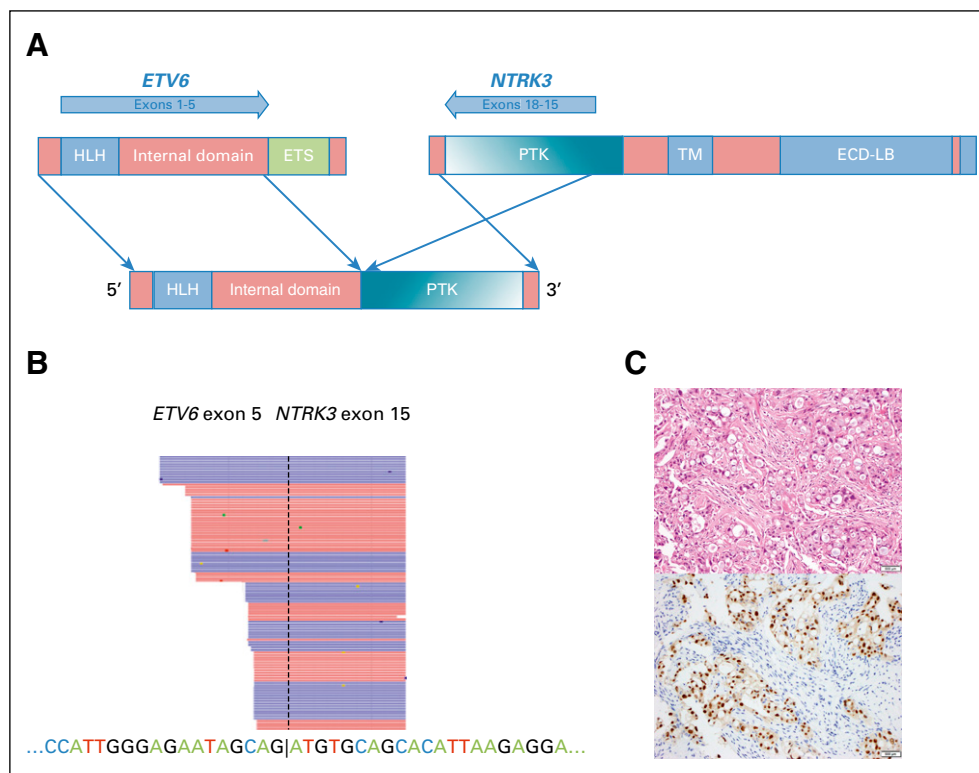 A
ETV6
Exons 1-5
NTRK3
Exons 18-15
HLH Internal domain ETS
PTK TM ECD-LB
5′ HLH Internal domain PTK 3′
B
ETV6 exon 5 NTRK3 exon 15
...CCATTGGGAGAATAGCAG|ATGTGCAGCACATTAAGAGGA...
C